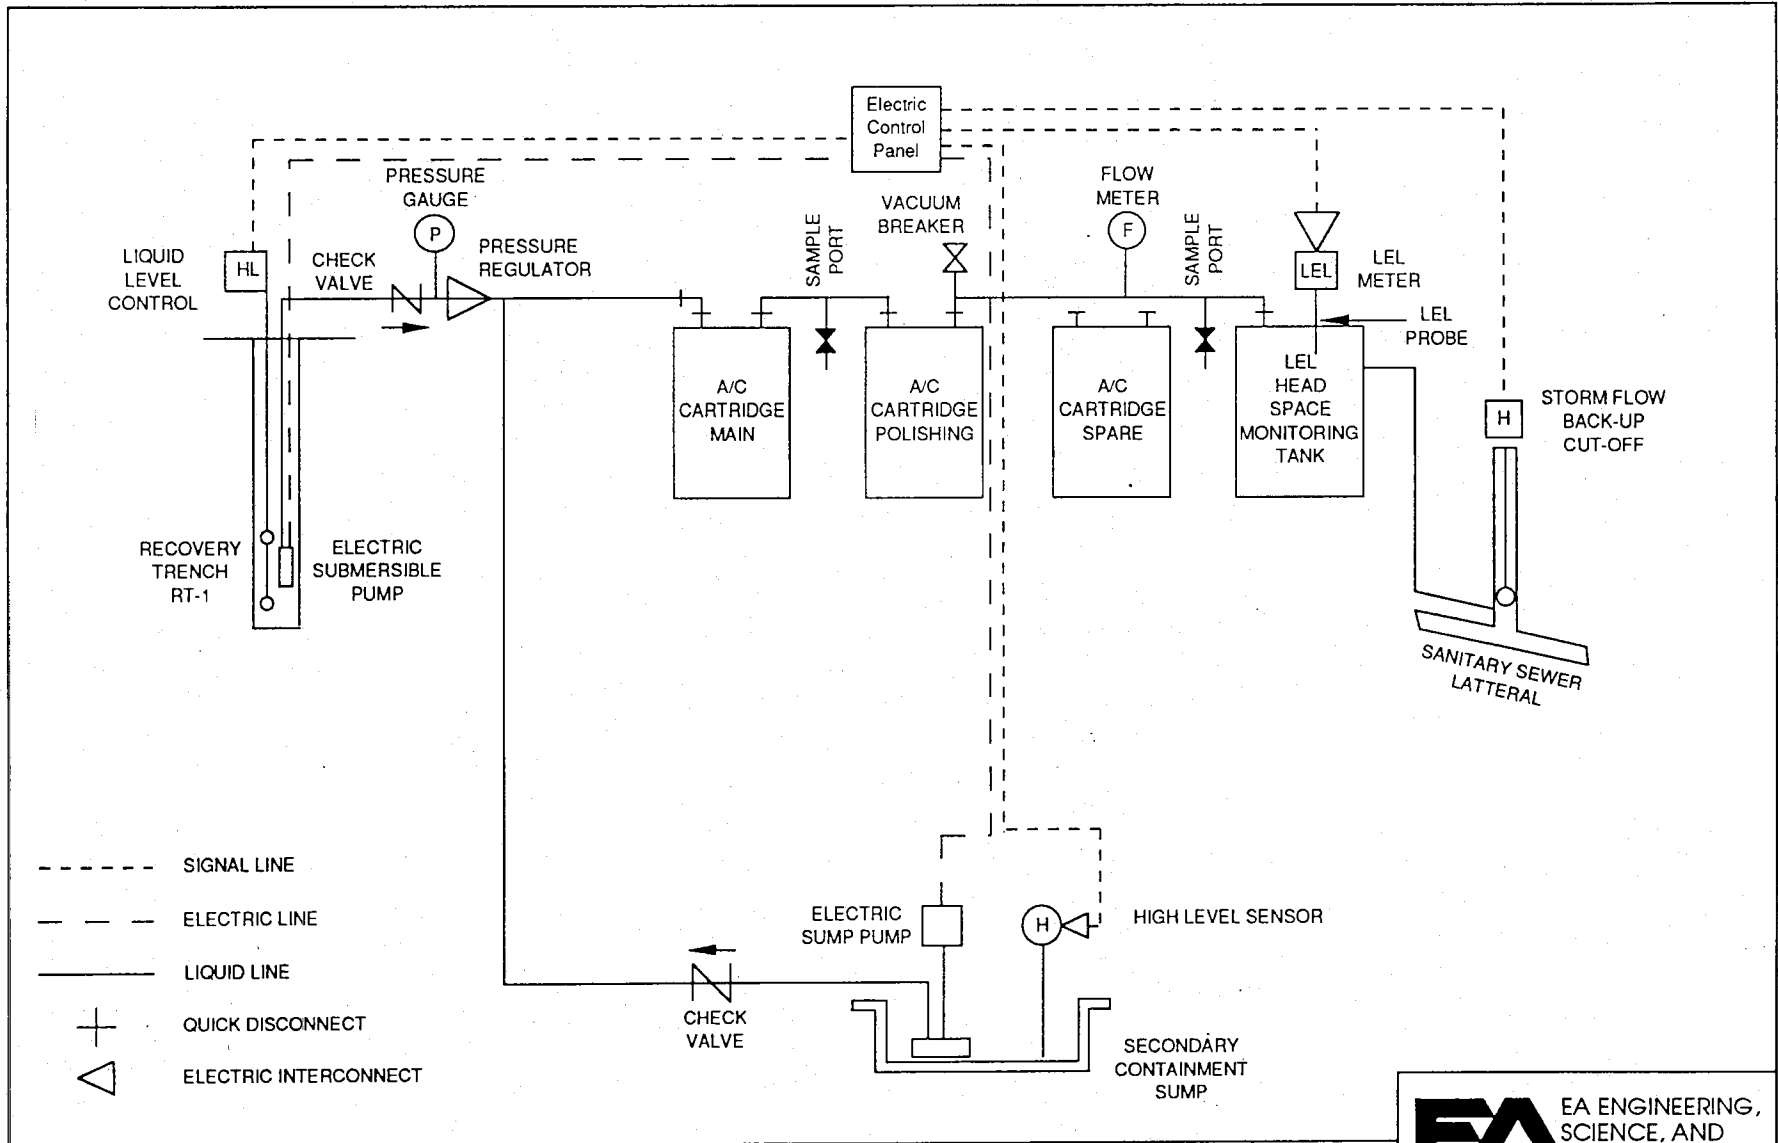 Electric
Control
Panel
PRESSURE
GAUGE
P
FLOW
METER
F
VACUUM
BREAKER
SAMPLE
PORT
SAMPLE
PORT
LIQUID
LEVEL
CONTROL
HL
CHECK
VALVE
PRESSURE
REGULATOR
LEL
LEL
METER
LEL
PROBE
A/C
CARTRIDGE
MAIN
A/C
CARTRIDGE
POLISHING
A/C
CARTRIDGE
SPARE
LEL
HEAD
SPACE
MONITORING
TANK
H
STORM FLOW
BACK-UP
CUT-OFF
RECOVERY
TRENCH
RT-1
ELECTRIC
SUBMERSIBLE
PUMP
SANITARY SEWER
LATTERAL
SIGNAL LINE
ELECTRIC LINE
LIQUID LINE
QUICK DISCONNECT
ELECTRIC INTERCONNECT
ELECTRIC
SUMP PUMP
H
HIGH LEVEL SENSOR
CHECK
VALVE
SECONDARY
CONTAINMENT
SUMP
EA
EA ENGINEERING,
SCIENCE, AND